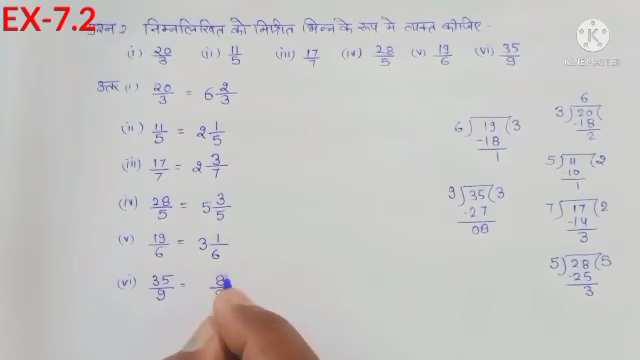 EX-7.2
प्रश्न 2 निम्नलिखित को मिश्रित भिन्न के रूप मे व्यक्त कीजिए -
(i) 20/3 (ii) 11/5 (iii) 17/7 (iv) 28/5 (v) 19/6 (vi) 35/9
उत्तर (i) 20/3 = 6 2/3
(ii) 11/5 = 2 1/5
(iii) 17/7 = 2 3/7
(iv) 28/5 = 5 3/5
(v) 19/6 = 3 1/6
(vi) 35/9 = 8
6) 19 (3
-18
1
9) 35 (3
-27
08
6
3) 20 (
-18
2
5) 11 (2
-10
1
7) 17 (2
-14
3
5) 28 (5
-25
3
KINEMASTER